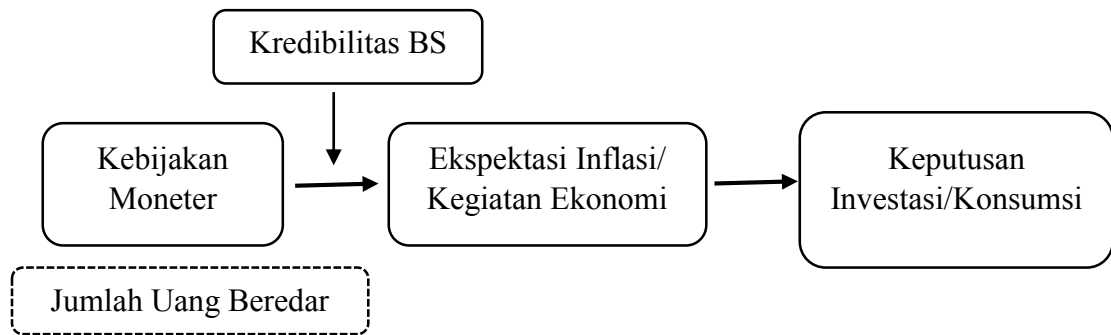 Kredibilitas BS
Kebijakan
Moneter
Ekspektasi Inflasi/
Kegiatan Ekonomi
Keputusan
Investasi/Konsumsi
Jumlah Uang Beredar